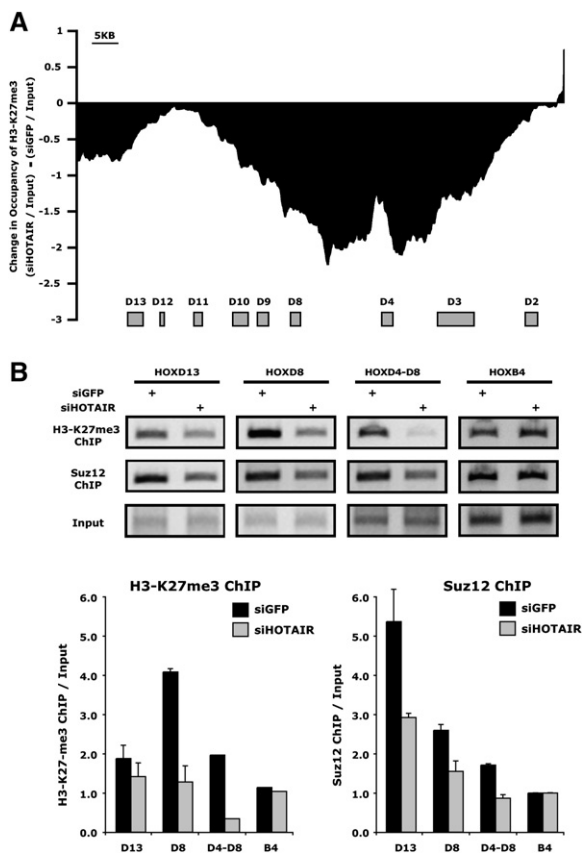 A
5KB
Change in Occupancy of H3-K27me3
(siHOTAIR / Input) - (siGFP / Input)
1
0.5
0
-0.5
-1
-1.5
-2
-2.5
-3
D13 D12 D11 D10 D9 D8 D4 D3 D2
B
HOXD13 HOXD8 HOXD4-D8 HOXB4
siGFP + + + +
siHOTAIR + + + +
H3-K27me3
ChIP
Suz12
ChIP
Input
H3-K27me3 ChIP
H3-K27-me3 ChIP / Input
6.0
5.0
4.0
3.0
2.0
1.0
0.0
siGFP
siHOTAIR
D13 D8 D4-D8 B4
Suz12 ChIP
Suz12 ChIP / Input
6.0
5.0
4.0
3.0
2.0
1.0
0.0
siGFP
siHOTAIR
D13 D8 D4-D8 B4